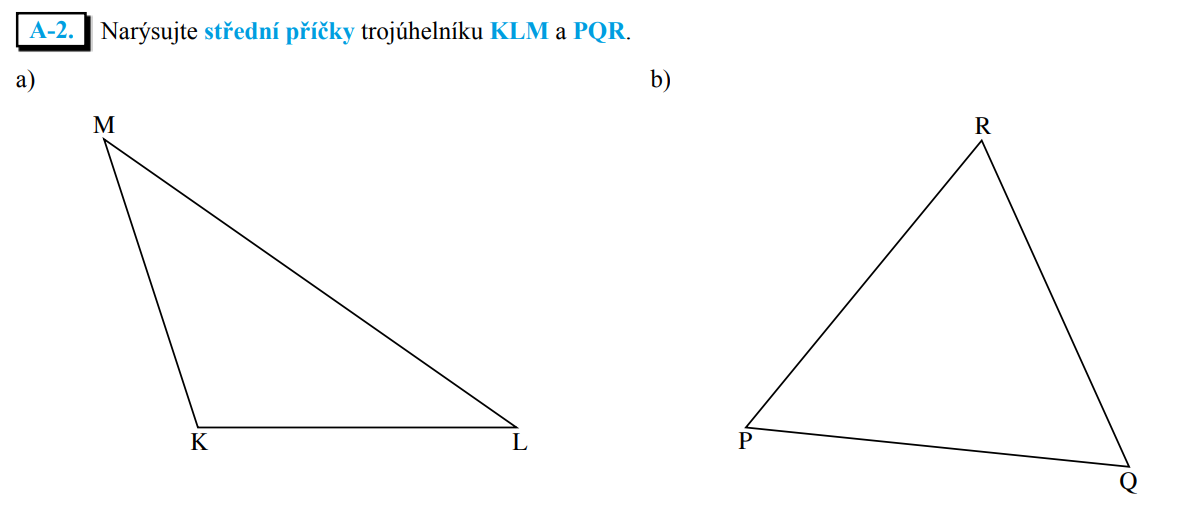 A-2. Narýsujte střední příčky trojúhelníku KLM a PQR.
a)
b)
M
K
L
R
P
Q